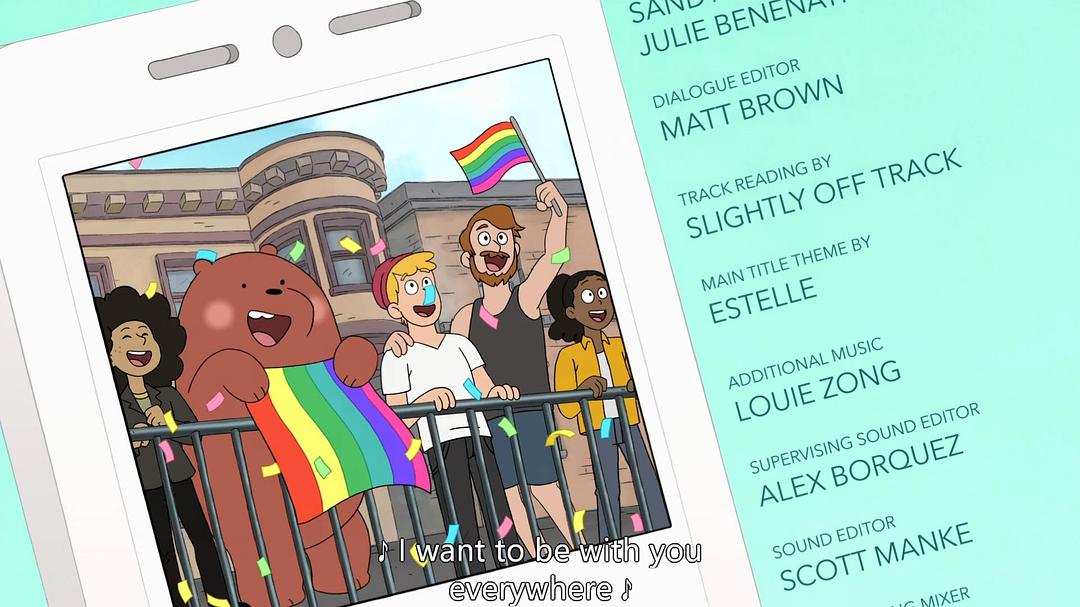 JULIE BENENATI
DIALOGUE EDITOR
MATT BROWN
TRACK READING BY
SLIGHTLY OFF TRACK
MAIN TITLE THEME BY
ESTELLE
ADDITIONAL MUSIC
LOUIE ZONG
SUPERVISING SOUND EDITOR
ALEX BORQUEZ
SOUND EDITOR
SCOTT MANKE
MIXER
♪ I want to be with you
everywhere ♪